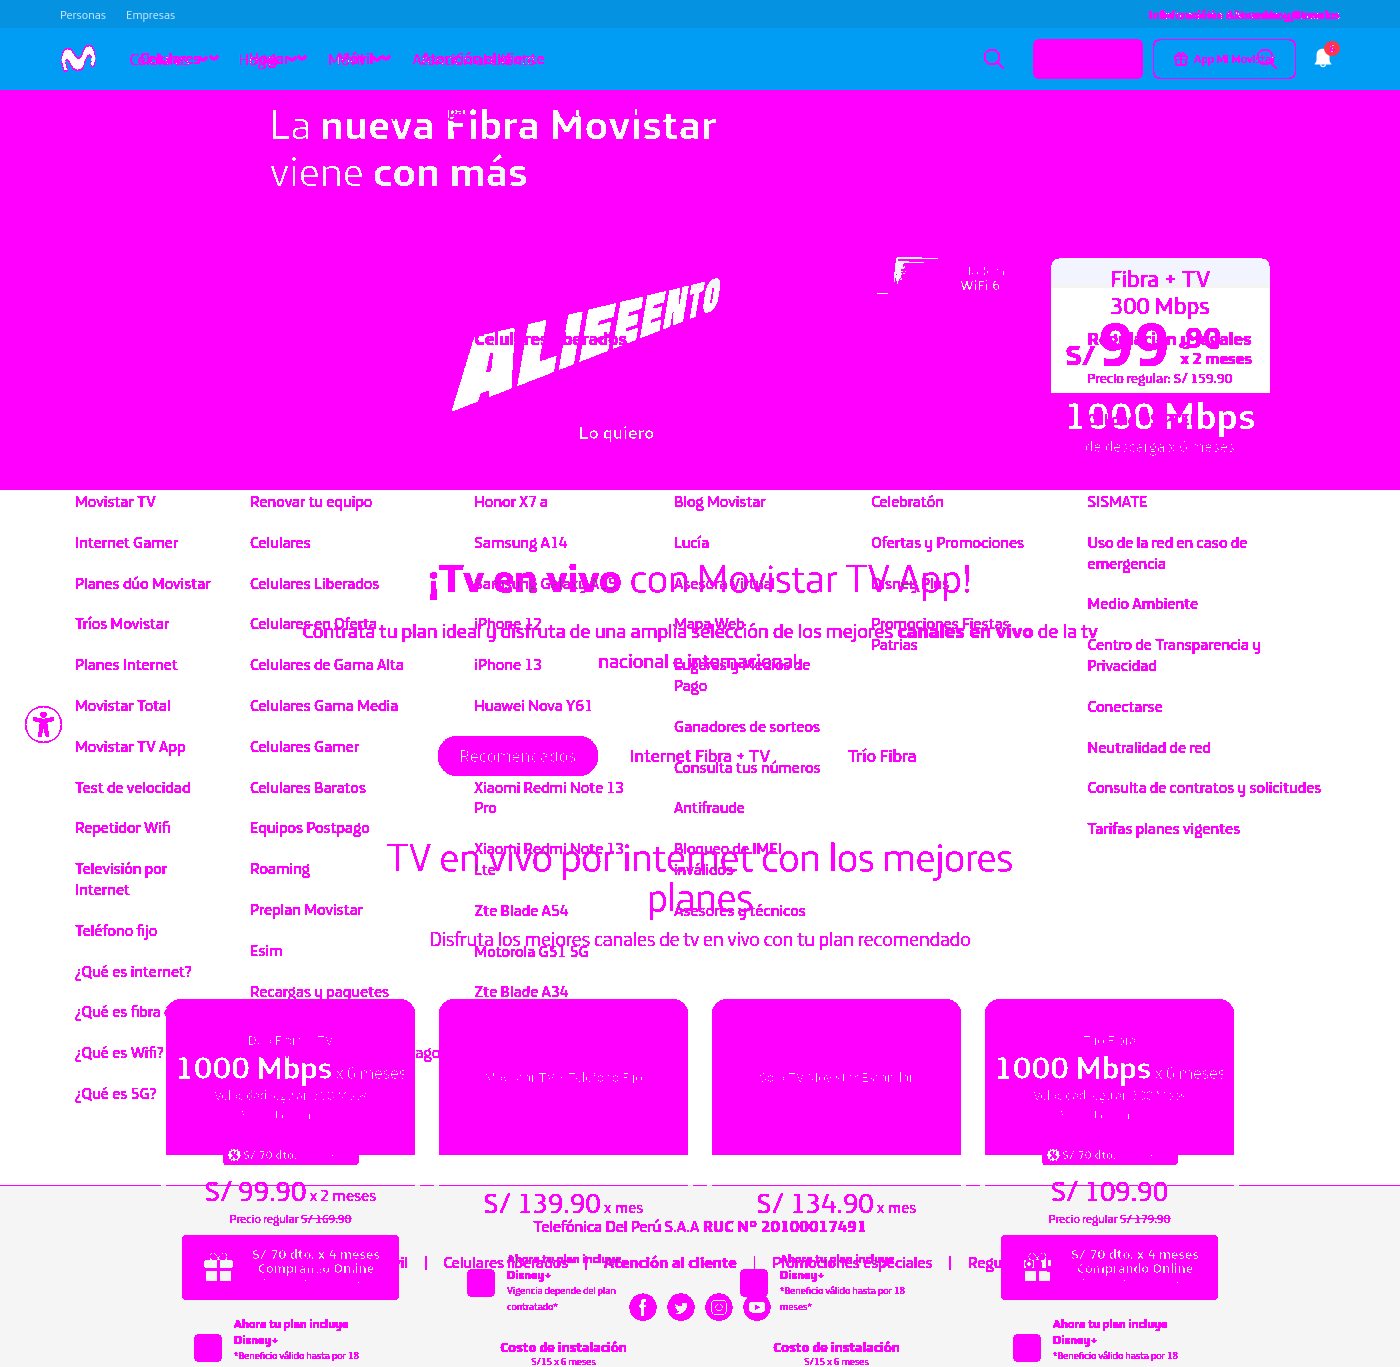 Personas Empresas
La nueva Fibra Movistar
viene con más
WiFi 6
Fibra + TV
300 Mbps
S/ 99.90
x 2 meses
Precio regular: S/ 159.90
1000 Mbps
de descarga x 6 meses
Celulares liberados
Lo quiero
Movistar TV
Internet Gamer
Planes dúo Movistar
Tríos Movistar
Planes Internet
Movistar Total
Movistar TV App
Test de velocidad
Repetidor Wifi
Televisión por
Internet
Teléfono fijo
¿Qué es internet?
¿Qué es fibra
¿Qué es Wifi?
¿Qué es 5G?
Renovar tu equipo
Celulares
Celulares Liberados
Celulares en Oferta
Celulares de Gama Alta
Celulares Gama Media
Celulares Gamer
Celulares Baratos
Equipos Postpago
Roaming
Preplan Movistar
Esim
Recargas y paquetes
Honor X7 a
Samsung A14
iPhone 12
iPhone 13
Huawei Nova Y61
Xiaomi Redmi Note 13
Pro
Xiaomi Redmi Note 13
Lte
Zte Blade A54
Motorola G51 5G
Zte Blade A34
Blog Movistar
Lucía
Asesora Virtual
Mapa Web
Lugares y Medios de
Pago
Ganadores de sorteos
Consulta tus números
Antifraude
Bloqueo de IMEI
inválidos
Asesores y técnicos
Celebratón
Ofertas y Promociones
Disney Plus
Promociones Fiestas
Patrias
SISMATE
Uso de la red en caso de
emergencia
Medio Ambiente
Centro de Transparencia y
Privacidad
Conectarse
Neutralidad de red
Consulta de contratos y solicitudes
Tarifas planes vigentes
¡Tv en vivo con Movistar TV App!
Contrata tu plan ideal y disfruta de una amplia selección de los mejores canales en vivo de la tv
nacional e internacional.
Recomendados Internet Fibra + TV Trío Fibra
TV en vivo por internet con los mejores
planes
Disfruta los mejores canales de tv en vivo con tu plan recomendado
1000 Mbps x 6 meses
S/ 70 dto.
S/ 99.90 x 2 meses
Precio regular S/ 169.90
S/ 70 dto. x 4 meses
Comprando Online
Ahora tu plan incluye
Disney+
*Beneficio válido hasta por 18
S/ 139.90 x mes
Ahora tu plan incluye
Disney+
Vigencia depende del plan
contratado*
Costo de instalación
S/15 x 6 meses
S/ 134.90 x mes
Ahora tu plan incluye
Disney+
*Beneficio válido hasta por 18
meses*
Costo de instalación
S/15 x 6 meses
1000 Mbps x 6 meses
S/ 70 dto.
S/ 109.90
Precio regular S/ 179.90
S/ 70 dto. x 4 meses
Comprando Online
Ahora tu plan incluye
Disney+
*Beneficio válido hasta por 18
Telefónica Del Perú S.A.A RUC Nº 20100017491
Celulares liberados | Atención al cliente | Promociones especiales |